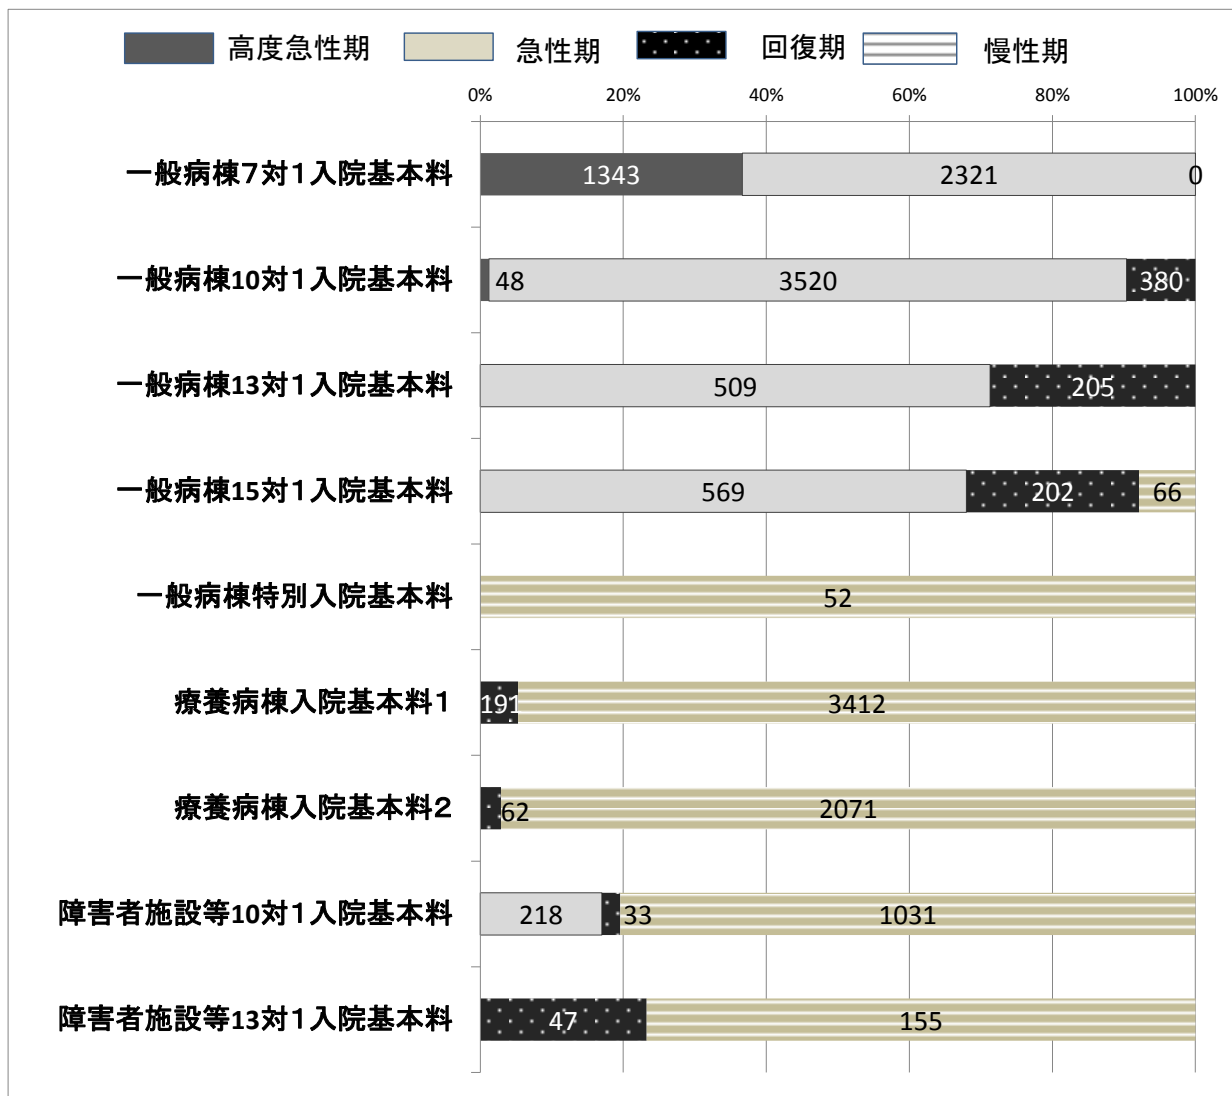 高度急性期 急性期 回復期 慢性期
0% 20% 40% 60% 80% 100%
一般病棟７対１入院基本料 1343 2321 0
一般病棟10対１入院基本料 48 3520 380
一般病棟13対１入院基本料 509 205
一般病棟15対１入院基本料 569 202 66
一般病棟特別入院基本料 52
療養病棟入院基本料１ 191 3412
療養病棟入院基本料２ 62 2071
障害者施設等10対１入院基本料 218 33 1031
障害者施設等13対１入院基本料 47 155